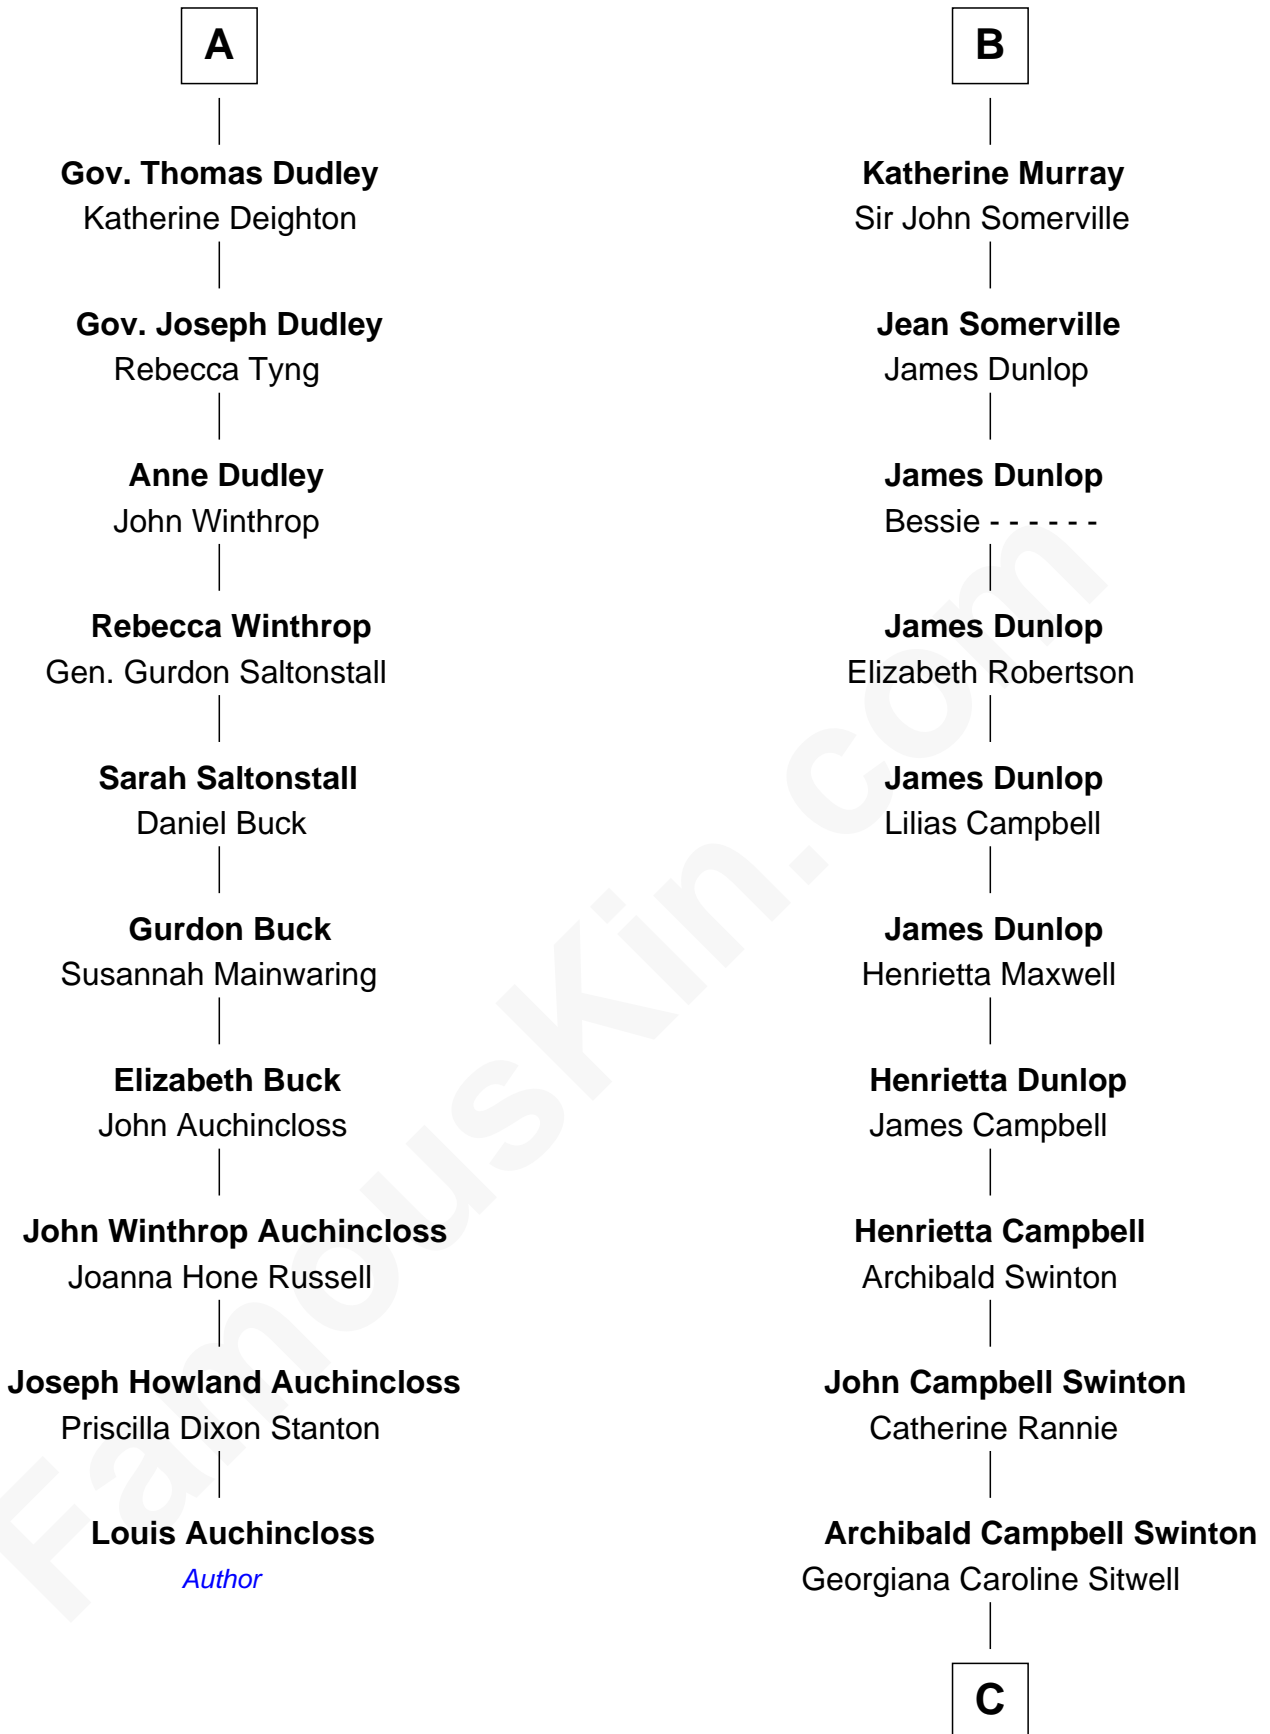 A
Gov. Thomas Dudley
Katherine Deighton
Gov. Joseph Dudley
Rebecca Tyng
Anne Dudley
John Winthrop
Rebecca Winthrop
Gen. Gurdon Saltonstall
Sarah Saltonstall
Daniel Buck
Gurdon Buck
Susannah Mainwaring
Elizabeth Buck
John Auchincloss
John Winthrop Auchincloss
Joanna Hone Russell
Joseph Howland Auchincloss
Priscilla Dixon Stanton
Louis Auchincloss
Author
B
Katherine Murray
Sir John Somerville
Jean Somerville
James Dunlop
James Dunlop
Bessie - - - - - -
James Dunlop
Elizabeth Robertson
James Dunlop
Lilias Campbell
James Dunlop
Henrietta Maxwell
Henrietta Dunlop
James Campbell
Henrietta Campbell
Archibald Swinton
John Campbell Swinton
Catherine Rannie
Archibald Campbell Swinton
Georgiana Caroline Sitwell
C
FamousKin.com